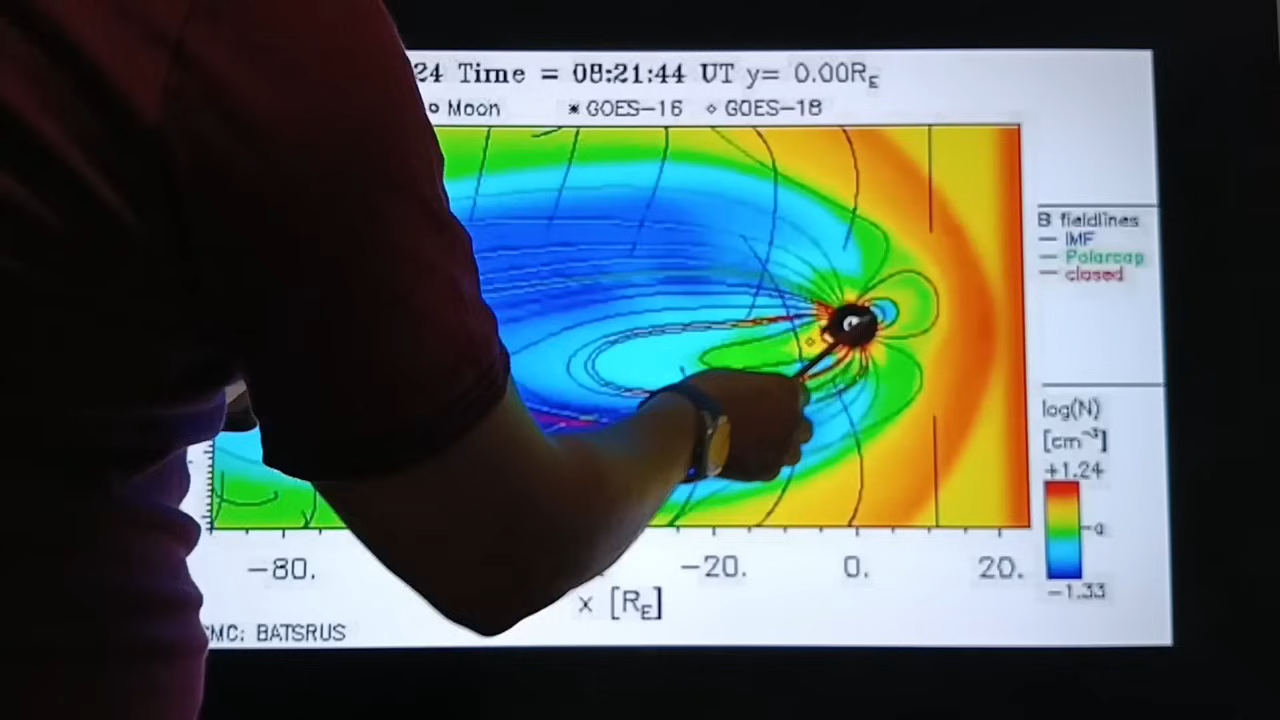 24 Time = 08:21:44 UT y= 0.00RE
Moon GOES-16 GOES-18
B fieldlines
IMF
Polarcap
closed
log(N)
[cm-3]
+1.24
0
-1.33
-80. -20. 0. 20.
x [RE]
MC: BATSRUS